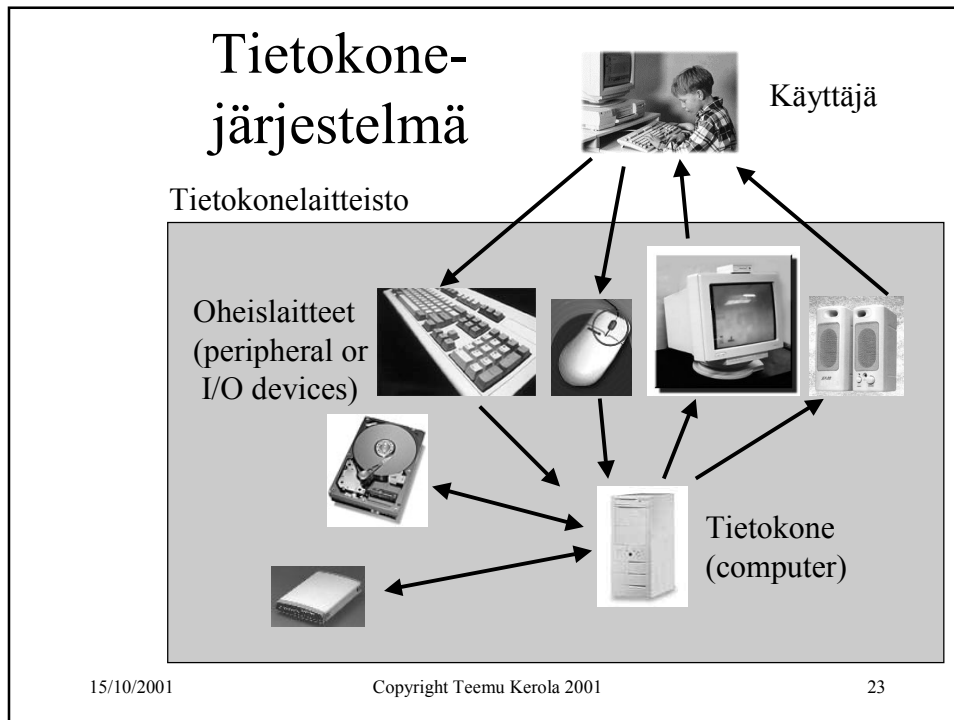 Tietokone-
järjestelmä
Käyttäjä
Tietokonelaitteisto
Oheislaitteet
(peripheral or
I/O devices)
Tietokone
(computer)
15/10/2001
Copyright Teemu Kerola 2001
23